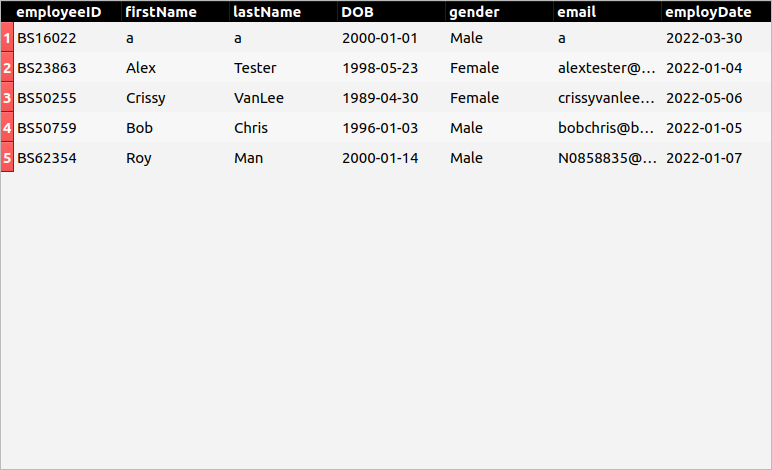 employeeID firstName lastName DOB gender email employDate
1 BS16022 a a 2000-01-01 Male a 2022-03-30
2 BS23863 Alex Tester 1998-05-23 Female alextester@... 2022-01-04
3 BS50255 Crissy VanLee 1989-04-30 Female crissyvanlee... 2022-05-06
4 BS50759 Bob Chris 1996-01-03 Male bobchris@b... 2022-01-05
5 BS62354 Roy Man 2000-01-14 Male N0858835@... 2022-01-07